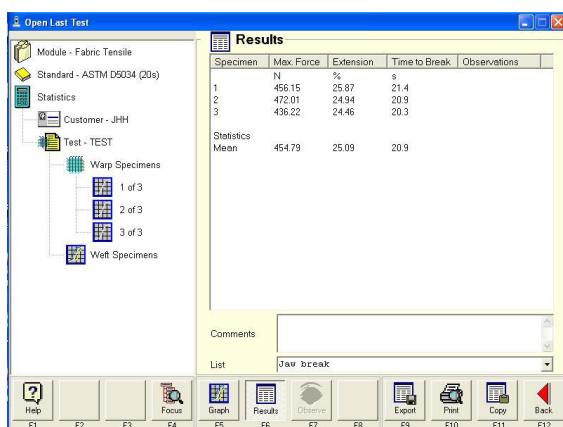 Open Last Test
Module - Fabric Tensile
Standard - ASTM D5034 (20s)
Statistics
Customer - JHH
Test - TEST
Warp Specimens
1 of 3
2 of 3
3 of 3
Weft Specimens
Results
Specimen Max. Force Extension Time to Break Observations
N % s
1 456.15 25.87 21.4
2 472.01 24.94 20.9
3 436.22 24.46 20.3
Statistics
Mean 454.79 25.09 20.9
Comments
List Jaw break
Help Focus Graph Results Observe Export Print Copy Back
F1 F2 F3 F4 F5 F6 F7 F8 F9 F10 F11 F12